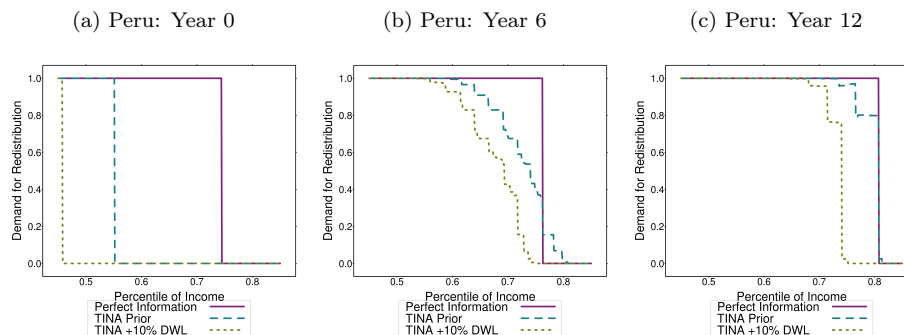 (a) Peru: Year 0
(b) Peru: Year 6
(c) Peru: Year 12
Demand for Redistribution
1.0
0.8
0.6
0.4
0.2
0.0
0.5 0.6 0.7 0.8
Percentile of Income
Perfect Information
TINA Prior
TINA +10% DWL
Demand for Redistribution
1.0
0.8
0.6
0.4
0.2
0.0
0.5 0.6 0.7 0.8
Percentile of Income
Perfect Information
TINA Prior
TINA +10% DWL
Demand for Redistribution
1.0
0.8
0.6
0.4
0.2
0.0
0.5 0.6 0.7 0.8
Percentile of Income
Perfect Information
TINA Prior
TINA +10% DWL